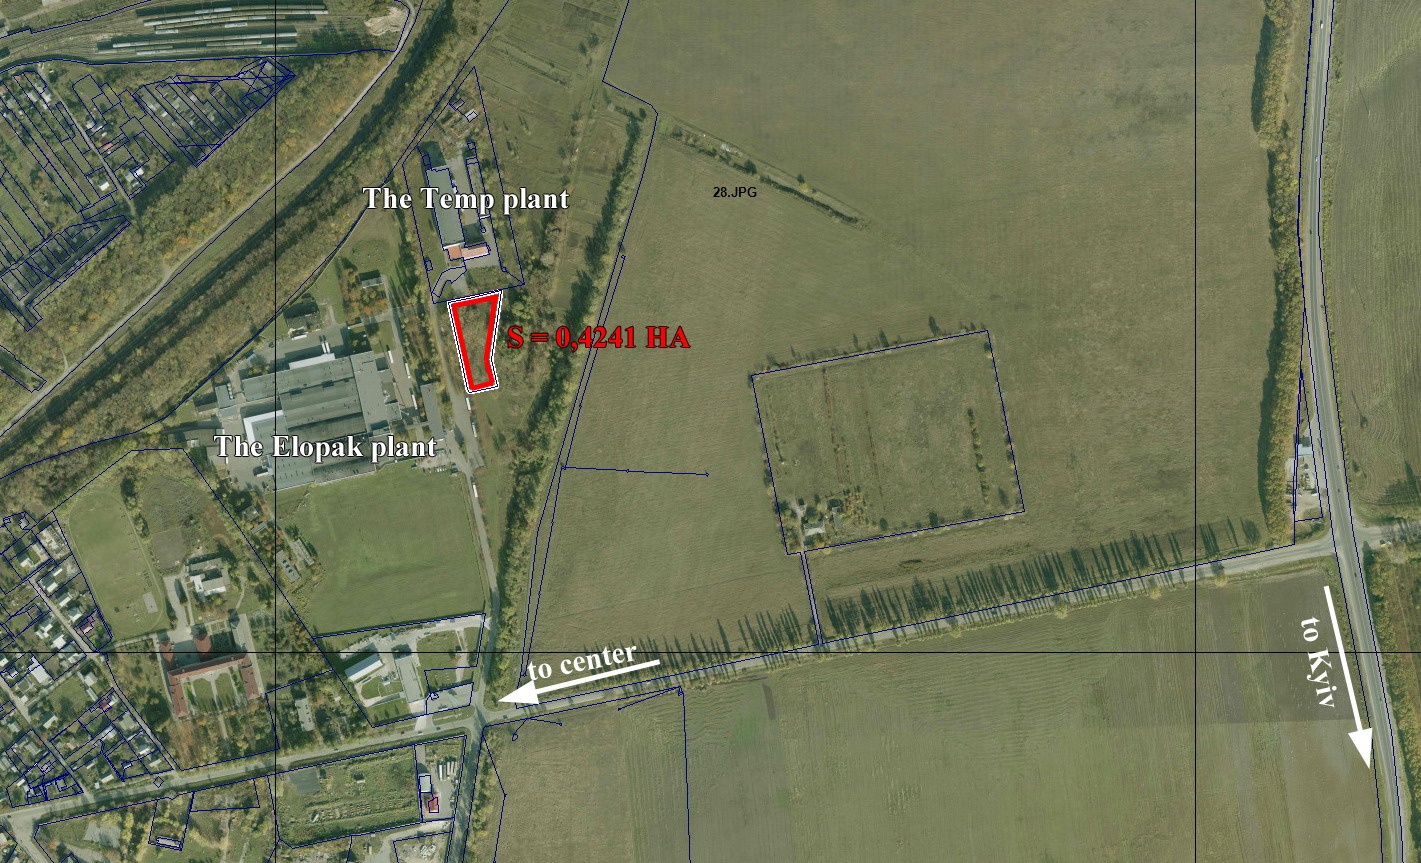 The Temp plant
28.JPG
S = 0,4241 HA
The Elopak plant
to center
to Kyiv